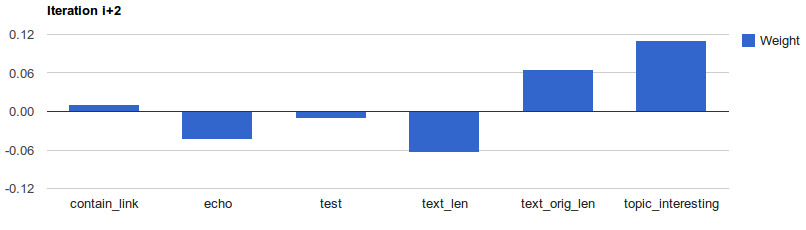 Iteration i+2
0.12
Weight
0.06
0.00
-0.06
-0.12
contain_link echo test text_len text_orig_len topic_interesting